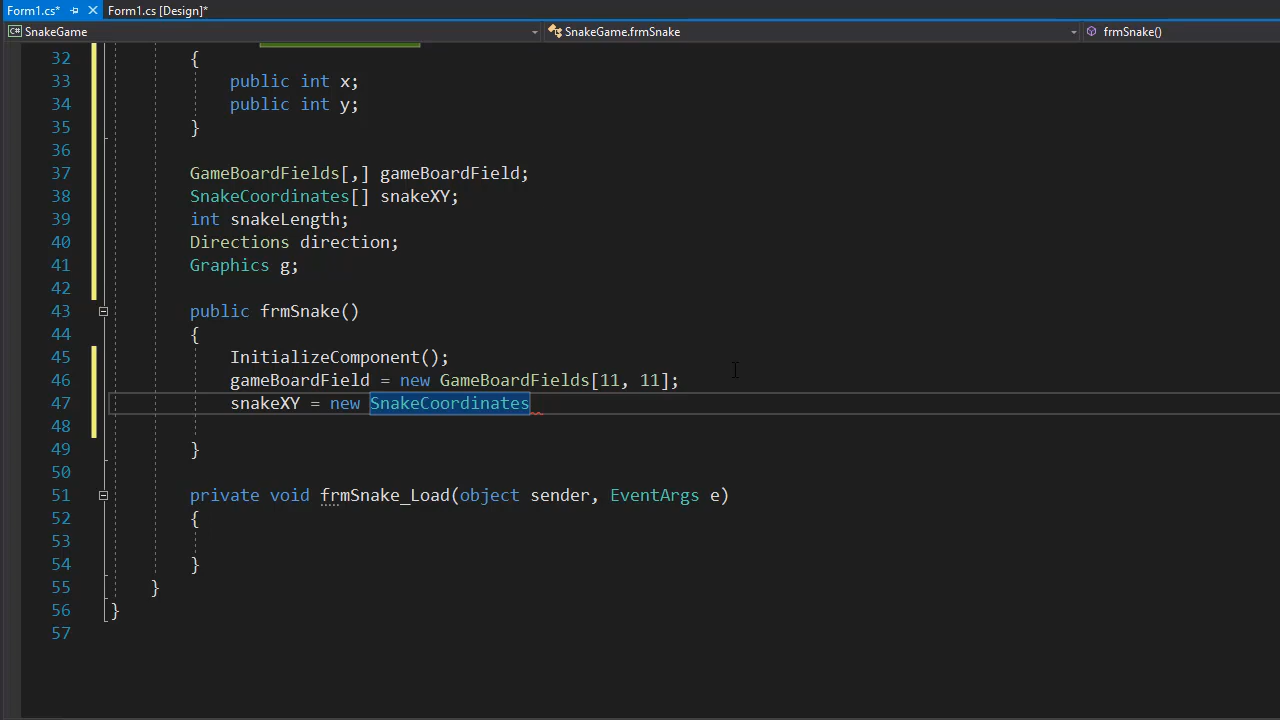 Form1.cs* Form1.cs [Design]*
SnakeGame SnakeGame.frmSnake frmSnake()
32 {
33 public int x;
34 public int y;
35 }
36
37 GameBoardFields[,] gameBoardField;
38 SnakeCoordinates[] snakeXY;
39 int snakeLength;
40 Directions direction;
41 Graphics g;
42
43 public frmSnake()
44 {
45 InitializeComponent();
46 gameBoardField = new GameBoardFields[11, 11];
47 snakeXY = new SnakeCoordinates
48
49 }
50
51 private void frmSnake_Load(object sender, EventArgs e)
52 {
53
54 }
55 }
56 }
57